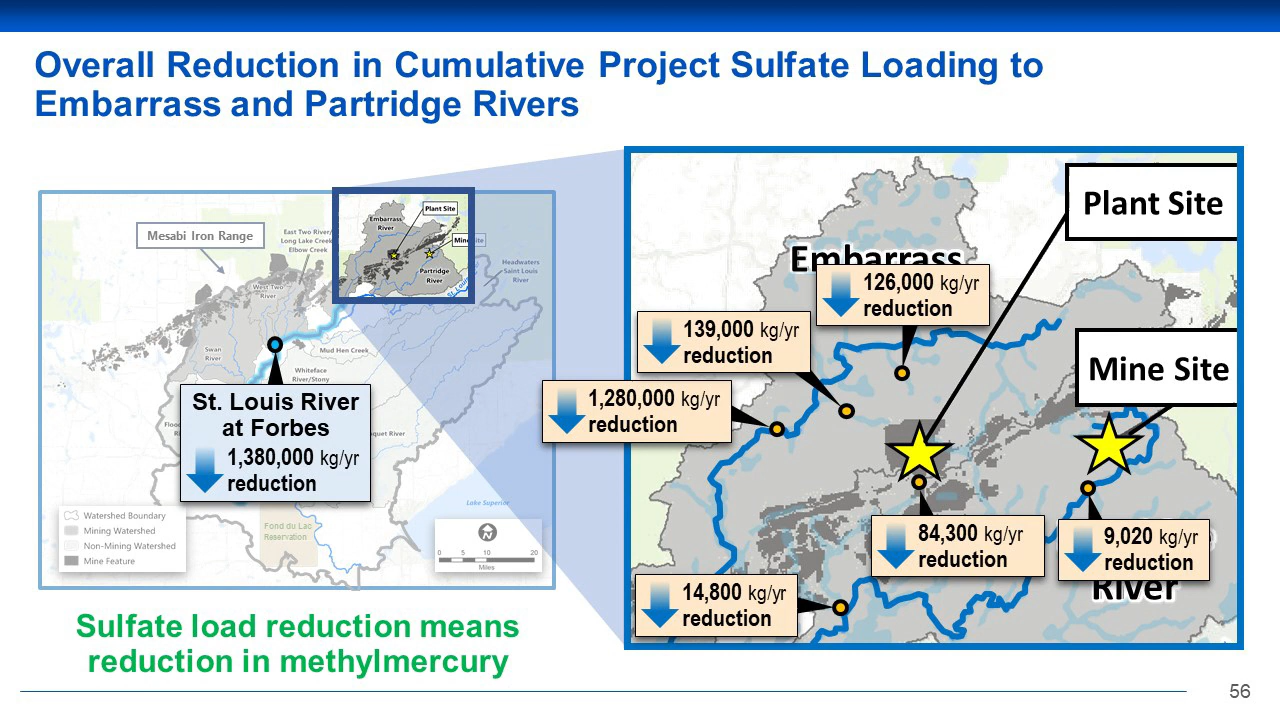 Overall Reduction in Cumulative Project Sulfate Loading to
Embarrass and Partridge Rivers
Mesabi Iron Range
East Two River/
Long Lake Creek/
Elbow Creek
Embarrass
River
Plant Site
Mine Site
Partridge
River
Headwaters
Saint Louis
River
West Two
River
Swan
River
Mud Hen Creek
Whiteface
River/Stony
St. Louis River
at Forbes
1,380,000 kg/yr
reduction
Lake Superior
Fond du Lac
Reservation
Watershed Boundary
Mining Watershed
Non-Mining Watershed
Mine Feature
N
0 5 10 20
Miles
Plant Site
Embarrass
126,000 kg/yr
reduction
139,000 kg/yr
reduction
Mine Site
1,280,000 kg/yr
reduction
84,300 kg/yr
reduction
9,020 kg/yr
reduction
River
14,800 kg/yr
reduction
Sulfate load reduction means
reduction in methylmercury
56